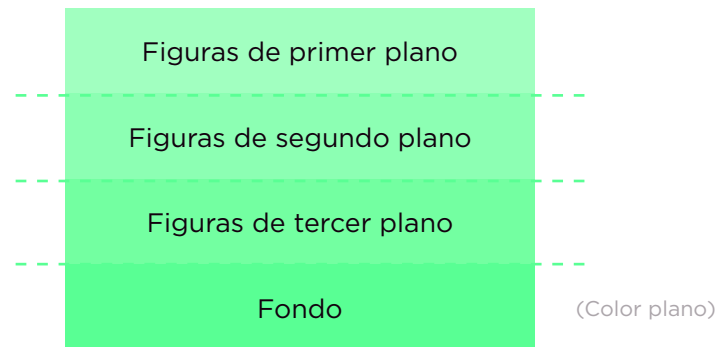 Figuras de primer plano
Figuras de segundo plano
Figuras de tercer plano
Fondo
(Color plano)